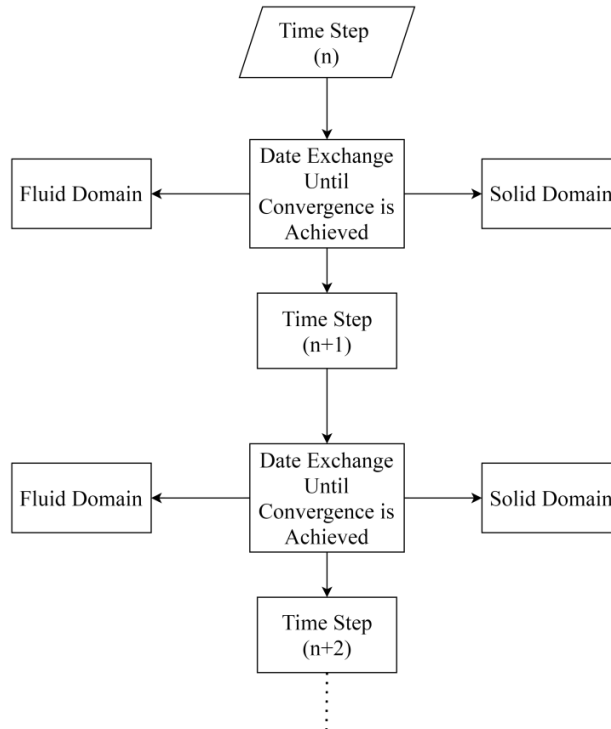 Time Step
(n)
Date Exchange
Until
Convergence is
Achieved
Fluid Domain
Solid Domain
Time Step
(n+1)
Date Exchange
Until
Convergence is
Achieved
Fluid Domain
Solid Domain
Time Step
(n+2)